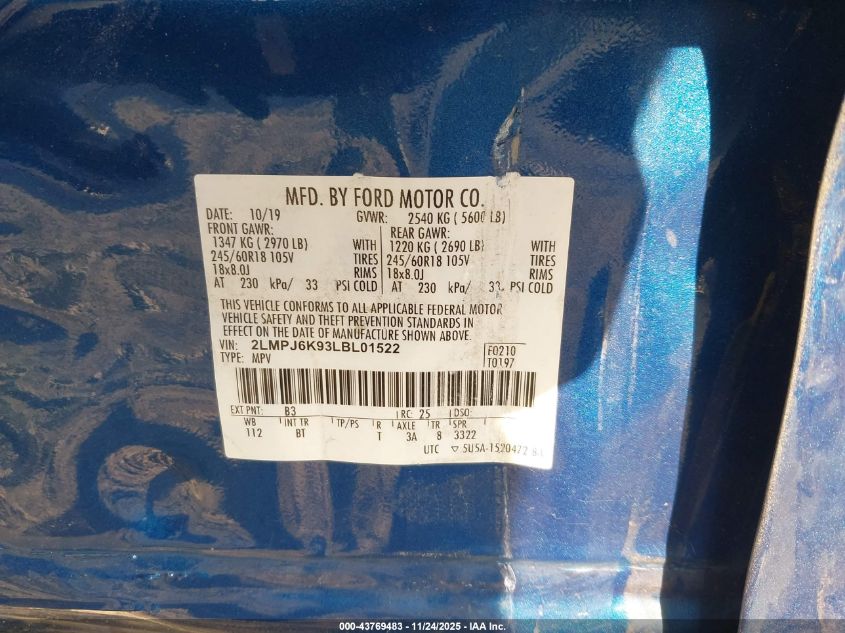 MFD. BY FORD MOTOR CO.
DATE: 10/19 GVWR: 2540 KG ( 5600 LB)
FRONT GAWR: REAR GAWR:
1347 KG ( 2970 LB) WITH 1220 KG ( 2690 LB) WITH
245/60R18 105V TIRES 245/60R18 105V TIRES
18x8.0J RIMS 18x8.0J RIMS
AT 230 kPa/ 33 PSI COLD AT 230 kPa/ 33 PSI COLD
THIS VEHICLE CONFORMS TO ALL APPLICABLE FEDERAL MOTOR
VEHICLE SAFETY AND THEFT PREVENTION STANDARDS IN
EFFECT ON THE DATE OF MANUFACTURE SHOWN ABOVE.
VIN: 2LMPJ6K93LBL01522 F0210
TYPE: MPV T0197
EXT PNT: B3 RC: 25 DSO:
WB INT TR TP/PS R AXLE TR SPR
112 BT T 3A 8 3322
UTC 5U5A-1520472
000-43769483 - 11/24/2025 - IAA Inc.